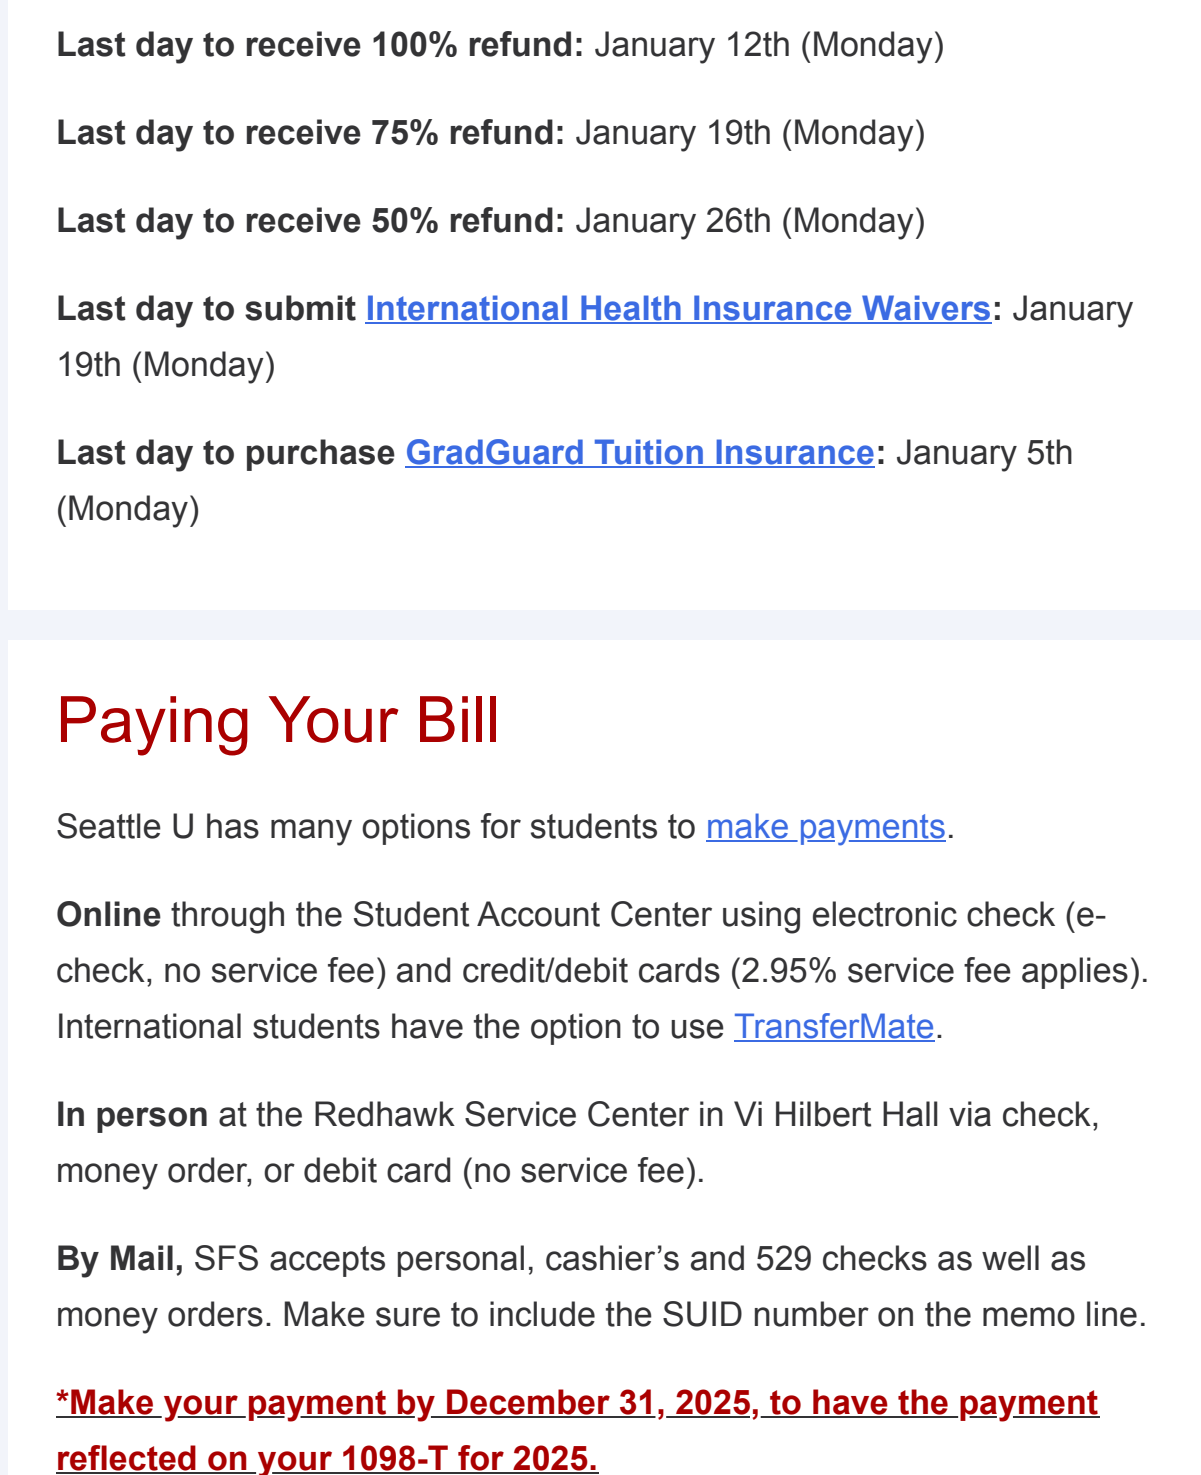 Last day to receive 100% refund: January 12th (Monday)
Last day to receive 75% refund: January 19th (Monday)
Last day to receive 50% refund: January 26th (Monday)
Last day to submit International Health Insurance Waivers: January
19th (Monday)
Last day to purchase GradGuard Tuition Insurance: January 5th
(Monday)
Paying Your Bill
Seattle U has many options for students to make payments.
Online through the Student Account Center using electronic check (e-
check, no service fee) and credit/debit cards (2.95% service fee applies).
International students have the option to use TransferMate.
In person at the Redhawk Service Center in Vi Hilbert Hall via check,
money order, or debit card (no service fee).
By Mail, SFS accepts personal, cashier’s and 529 checks as well as
money orders. Make sure to include the SUID number on the memo line.
*Make your payment by December 31, 2025, to have the payment
reflected on your 1098-T for 2025.